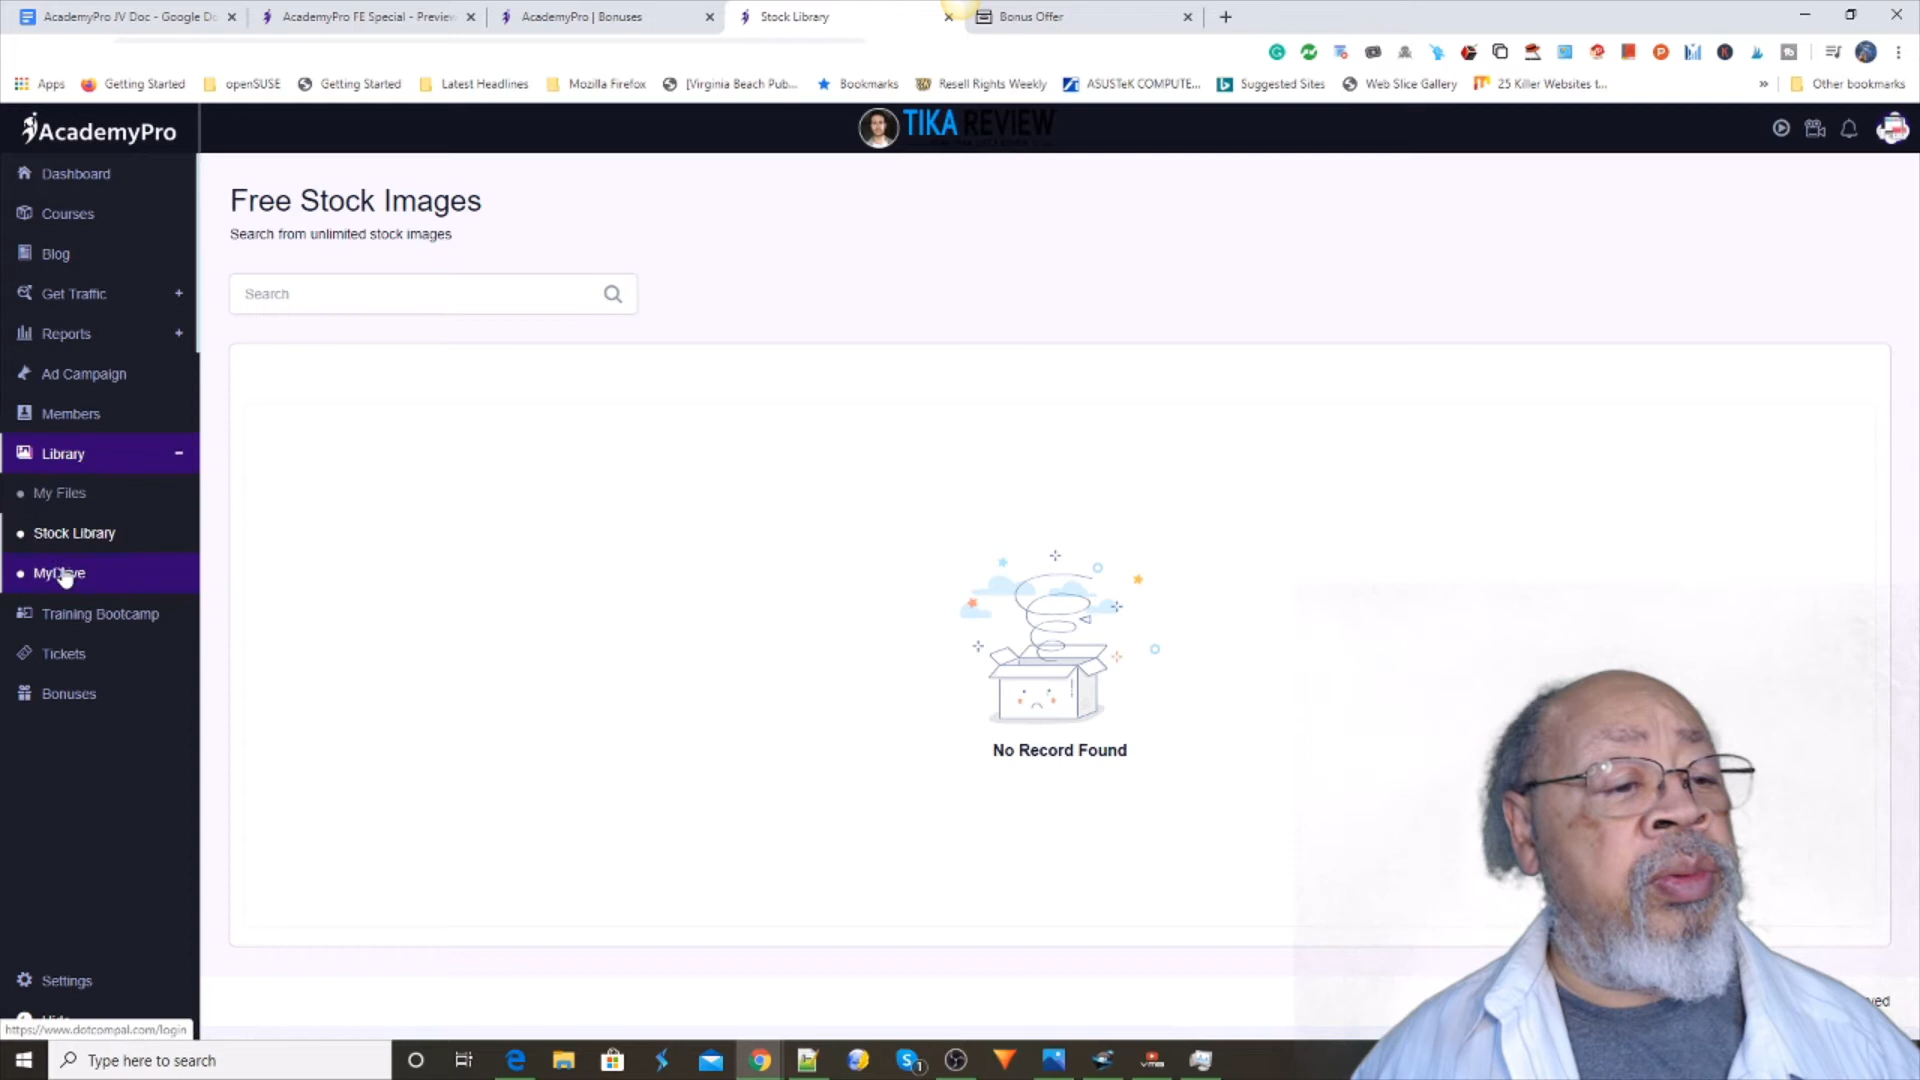 AcademyPro JV Doc - Google Do
AcademyPro FE Special - Preview
AcademyPro | Bonuses
Stock Library
Bonus Offer
Apps
Getting Started
openSUSE
Getting Started
Latest Headlines
Mozilla Firefox
[Virginia Beach Pub...
Bookmarks
Resell Rights Weekly
ASUSTeK COMPUTE...
Suggested Sites
Web Slice Gallery
25 Killer Websites t...
»
Other bookmarks
AcademyPro
TIKA REVIEW
Dashboard
Courses
Blog
Get Traffic +
Reports +
Ad Campaign
Members
Library -
My Files
Stock Library
Training Bootcamp
Tickets
Bonuses
Settings
Free Stock Images
Search from unlimited stock images
Search
No Record Found
https://www.dotcompal.com/login
Type here to search